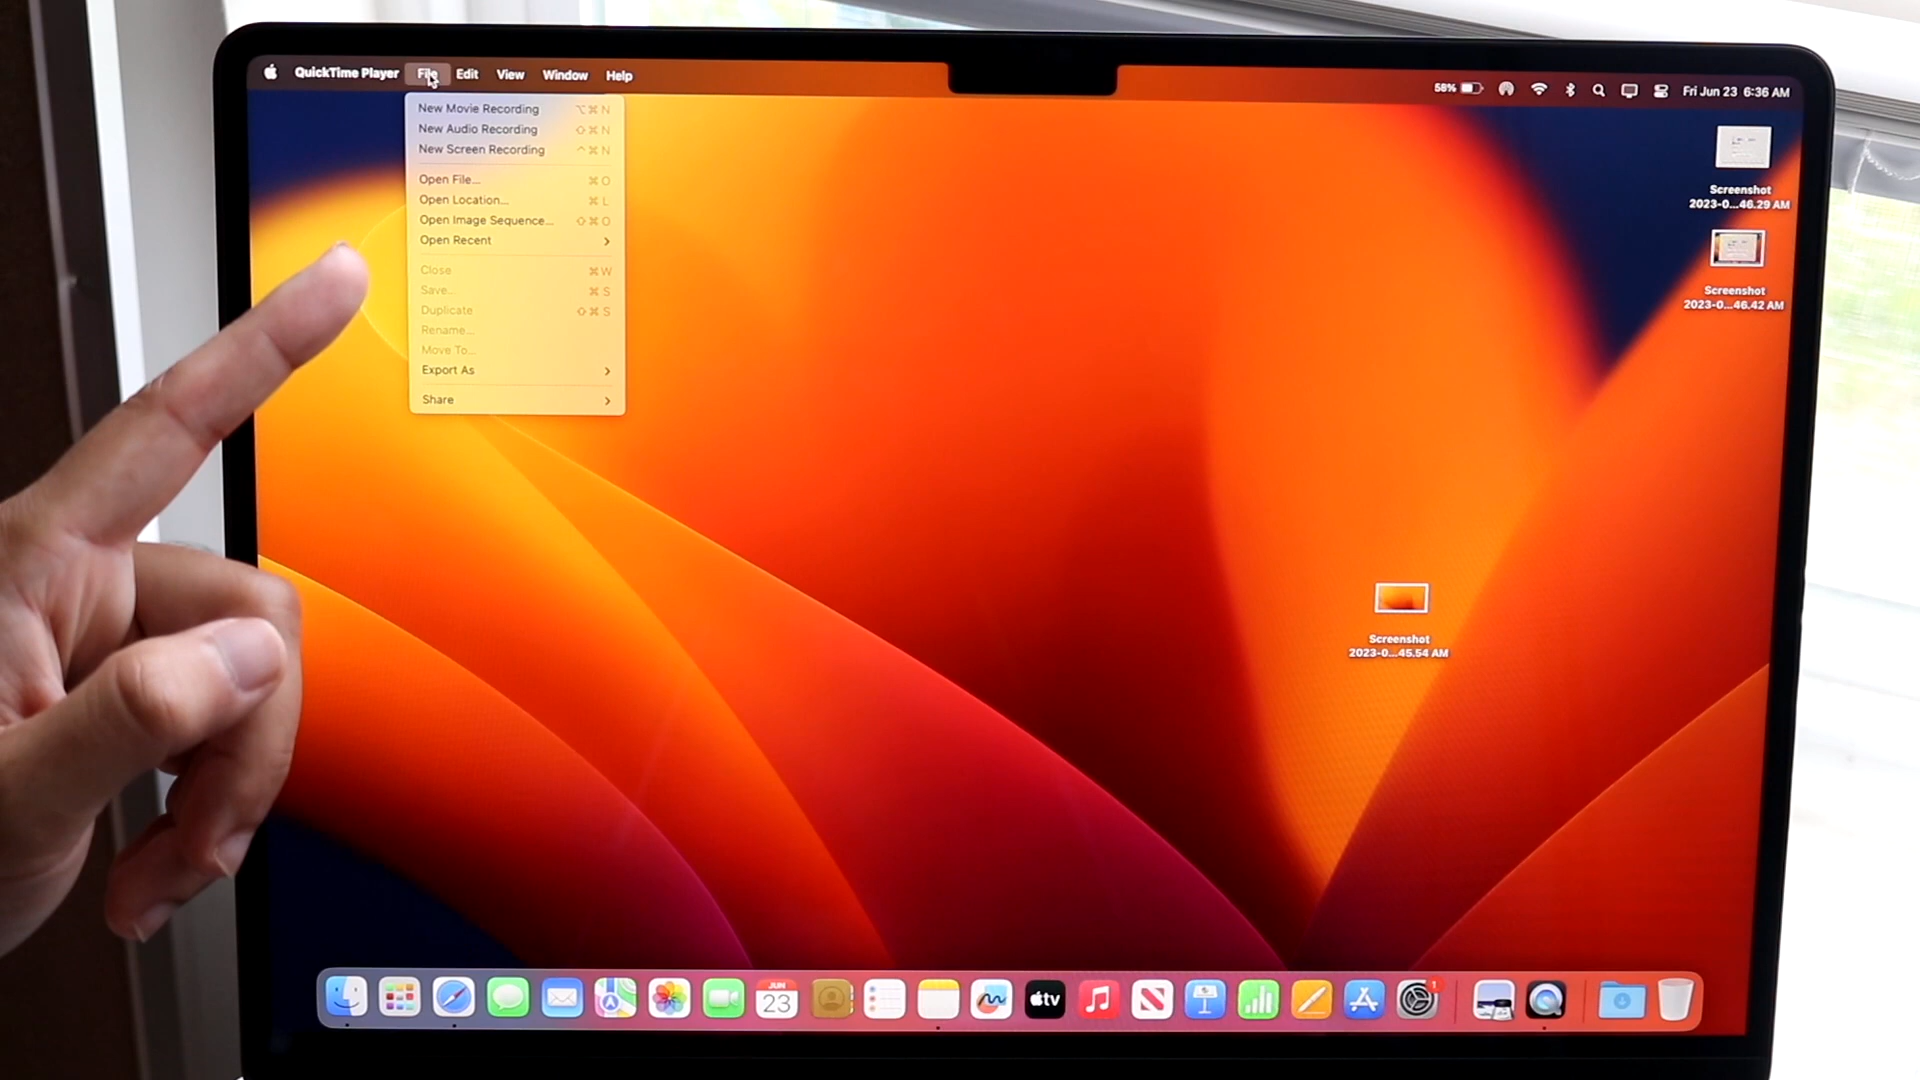 QuickTime Player File Edit View Window Help
58% Fri Jun 23 6:36 AM
New Movie Recording ⌥⌘N
New Audio Recording ⇧⌘N
New Screen Recording ^⌘N
Open File... ⌘O
Open Location... ⌘L
Open Image Sequence... ⇧⌘O
Open Recent >
Close ⌘W
Save... ⌘S
Duplicate ⇧⌘S
Rename...
Move To...
Export As >
Share >
Screenshot
2023-0...46.29 AM
Screenshot
2023-0...46.42 AM
Screenshot
2023-0...45.54 AM
JUN
23
tv
1